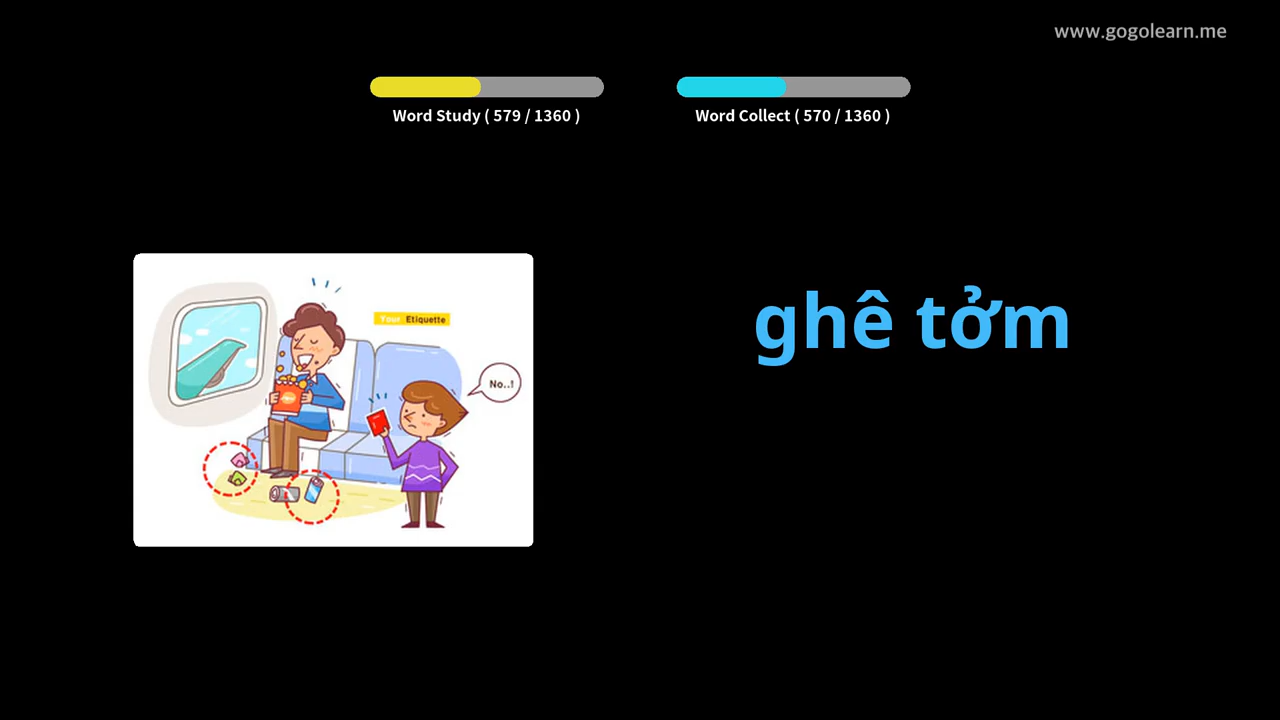 www.gogolearn.me
Word Study ( 579 / 1360 )
Word Collect ( 570 / 1360 )
Your Etiquette
No..!
ghê tởm